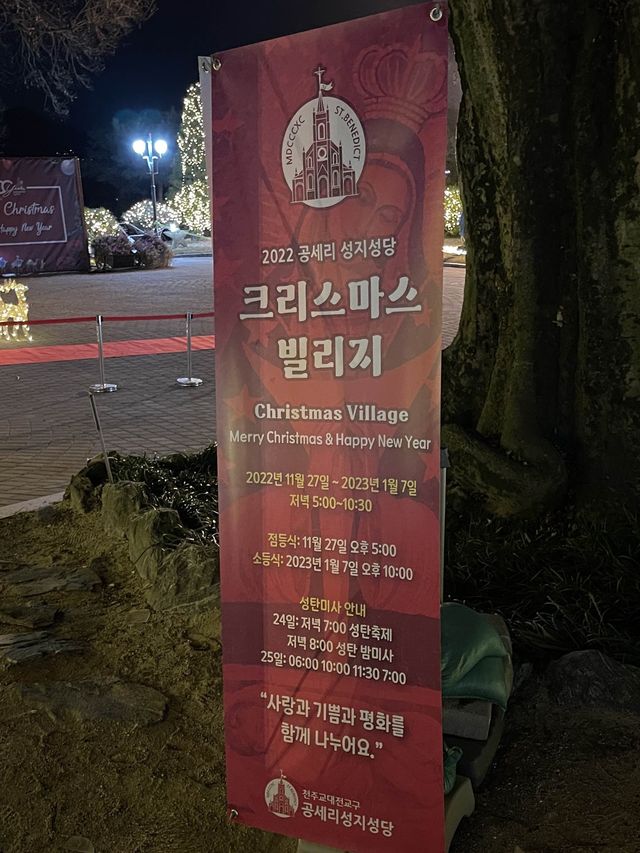 Christmas
Happy New Year
MDCCCXC ST.BENEDICT
2022 공세리 성지성당
크리스마스
빌리지
Christmas Village
Merry Christmas & Happy New Year
2022년 11월 27일 ~ 2023년 1월 7일
저녁 5:00~10:30
점등식: 11월 27일 오후 5:00
소등식: 2023년 1월 7일 오후 10:00
성탄미사 안내
24일: 저녁 7:00 성탄축제
저녁 8:00 성탄 밤미사
25일: 06:00 10:00 11:30 7:00
“사랑과 기쁨과 평화를
함께 나누어요.”
천주교대전교구
공세리성지성당